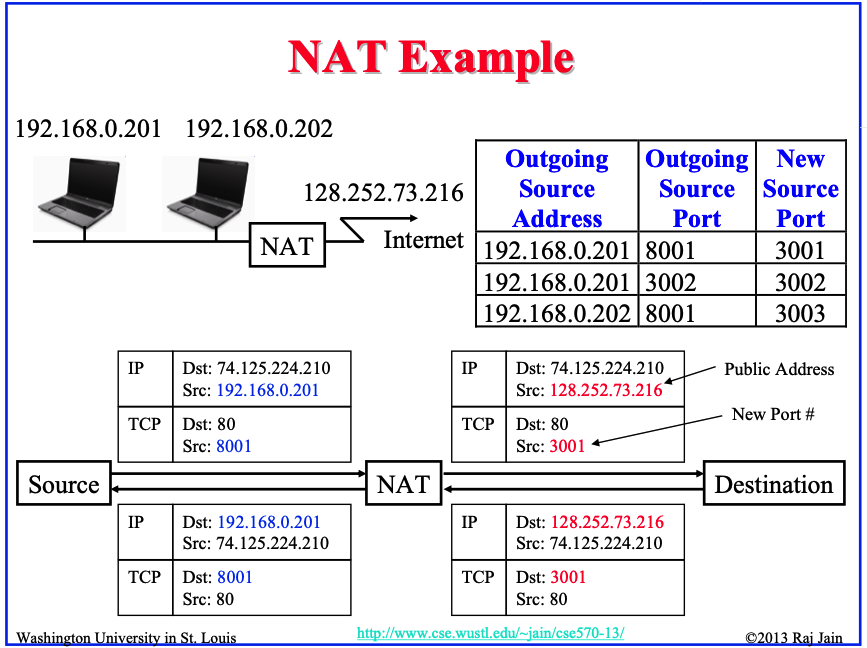 NAT Example
192.168.0.201 192.168.0.202
128.252.73.216
NAT
Internet
Outgoing Source Address Outgoing Source Port New Source Port
192.168.0.201 8001 3001
192.168.0.201 3002 3002
192.168.0.202 8001 3003
IP Dst: 74.125.224.210
Src: 192.168.0.201
TCP Dst: 80
Src: 8001
IP Dst: 74.125.224.210
Src: 128.252.73.216
TCP Dst: 80
Src: 3001
Public Address
New Port #
Source
NAT
Destination
IP Dst: 192.168.0.201
Src: 74.125.224.210
TCP Dst: 8001
Src: 80
IP Dst: 128.252.73.216
Src: 74.125.224.210
TCP Dst: 3001
Src: 80
Washington University in St. Louis
http://www.cse.wustl.edu/~jain/cse570-13/
©2013 Raj Jain